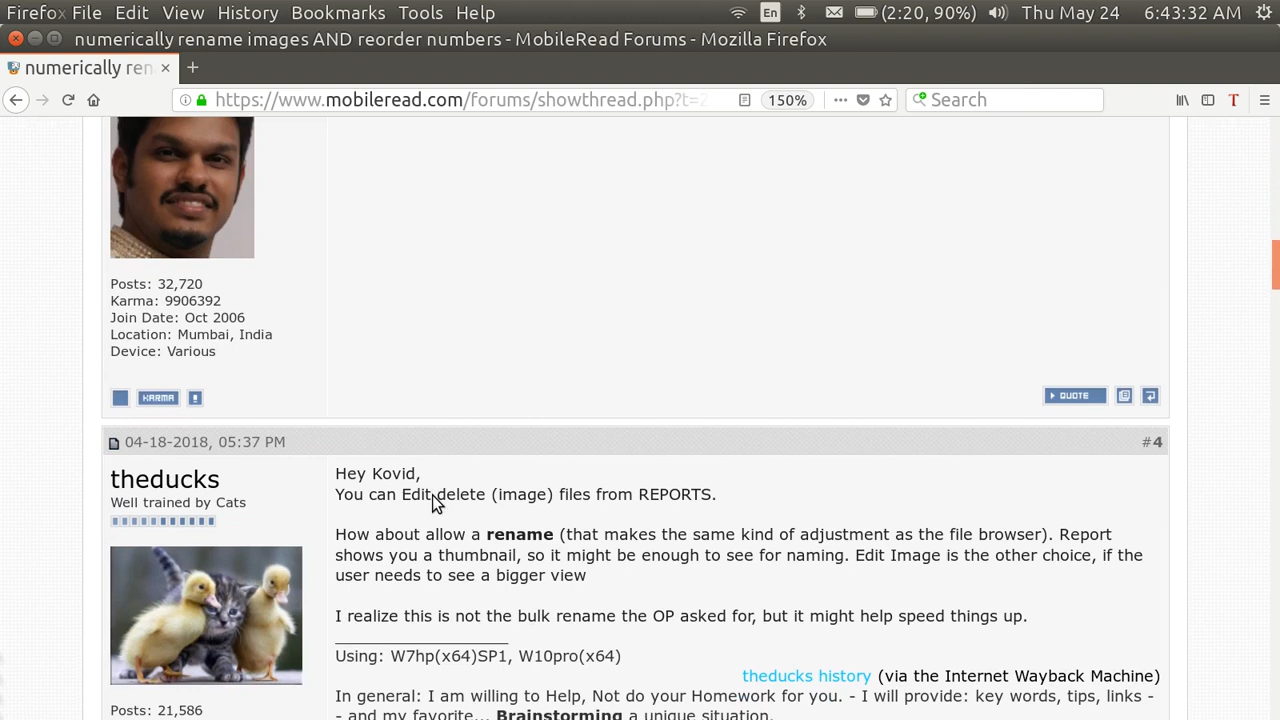 Firefox File Edit View History Bookmarks Tools Help En (2:20, 90%) Thu May 24 6:43:32 AM
numerically rename images AND reorder numbers - MobileRead Forums - Mozilla Firefox
numerically ren
https://www.mobileread.com/forums/showthread.php?t=2 150% Search T
Posts: 32,720
Karma: 9906392
Join Date: Oct 2006
Location: Mumbai, India
Device: Various
KARMA QUOTE
04-18-2018, 05:37 PM #4
theducks
Well trained by Cats
Hey Kovid,
You can Edit delete (image) files from REPORTS.
How about allow a rename (that makes the same kind of adjustment as the file browser). Report
shows you a thumbnail, so it might be enough to see for naming. Edit Image is the other choice, if the
user needs to see a bigger view
I realize this is not the bulk rename the OP asked for, but it might help speed things up.
Using: W7hp(x64)SP1, W10pro(x64)
theducks history (via the Internet Wayback Machine)
In general: I am willing to Help, Not do your Homework for you. - I will provide: key words, tips, links -
- and my favorite... Brainstorming a unique situation.
Posts: 21,586